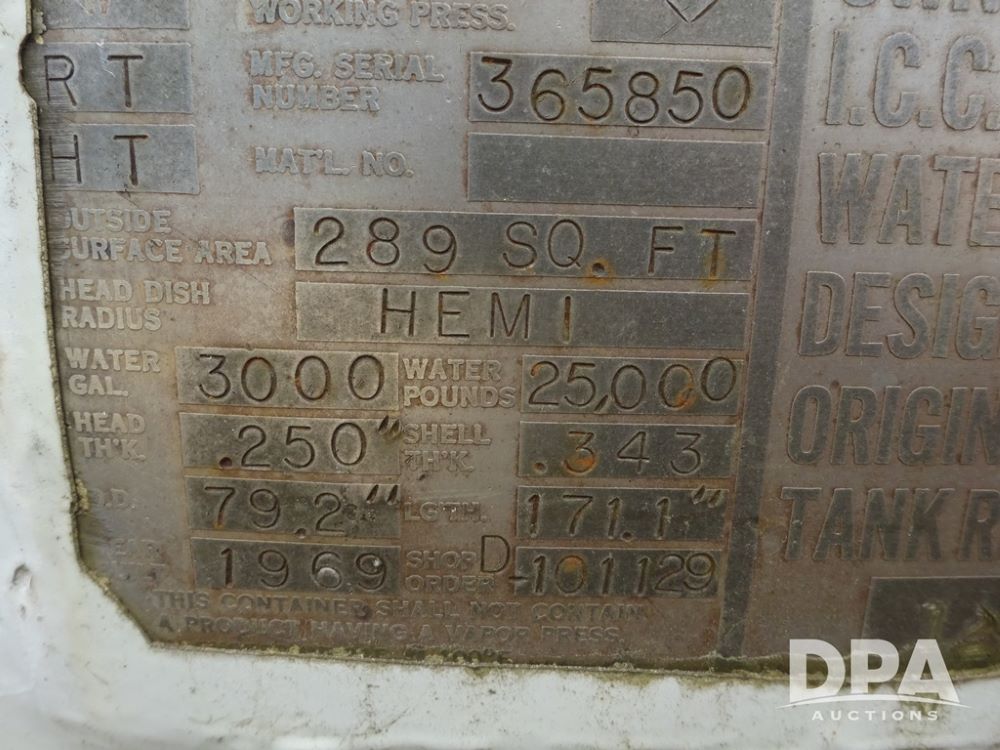 WORKING PRESS.
RT MFG. SERIAL NUMBER 365850
HT MAT'L. NO.
OUTSIDE SURFACE AREA 289 SQ. FT
HEAD DISH RADIUS HEMI
WATER GAL. 3000 WATER POUNDS 25,000
HEAD TH'K. .250" SHELL TH'K. .343
.D. 79.2" LGTH. 171.1"
1969 SHOP ORDER D-101129
THIS CONTAINER SHALL NOT CONTAIN
A PRODUCT HAVING A VAPOR PRESS.
I.C.C.
WATE
DESIG
ORIGIN
TANK R
DPA
AUCTIONS